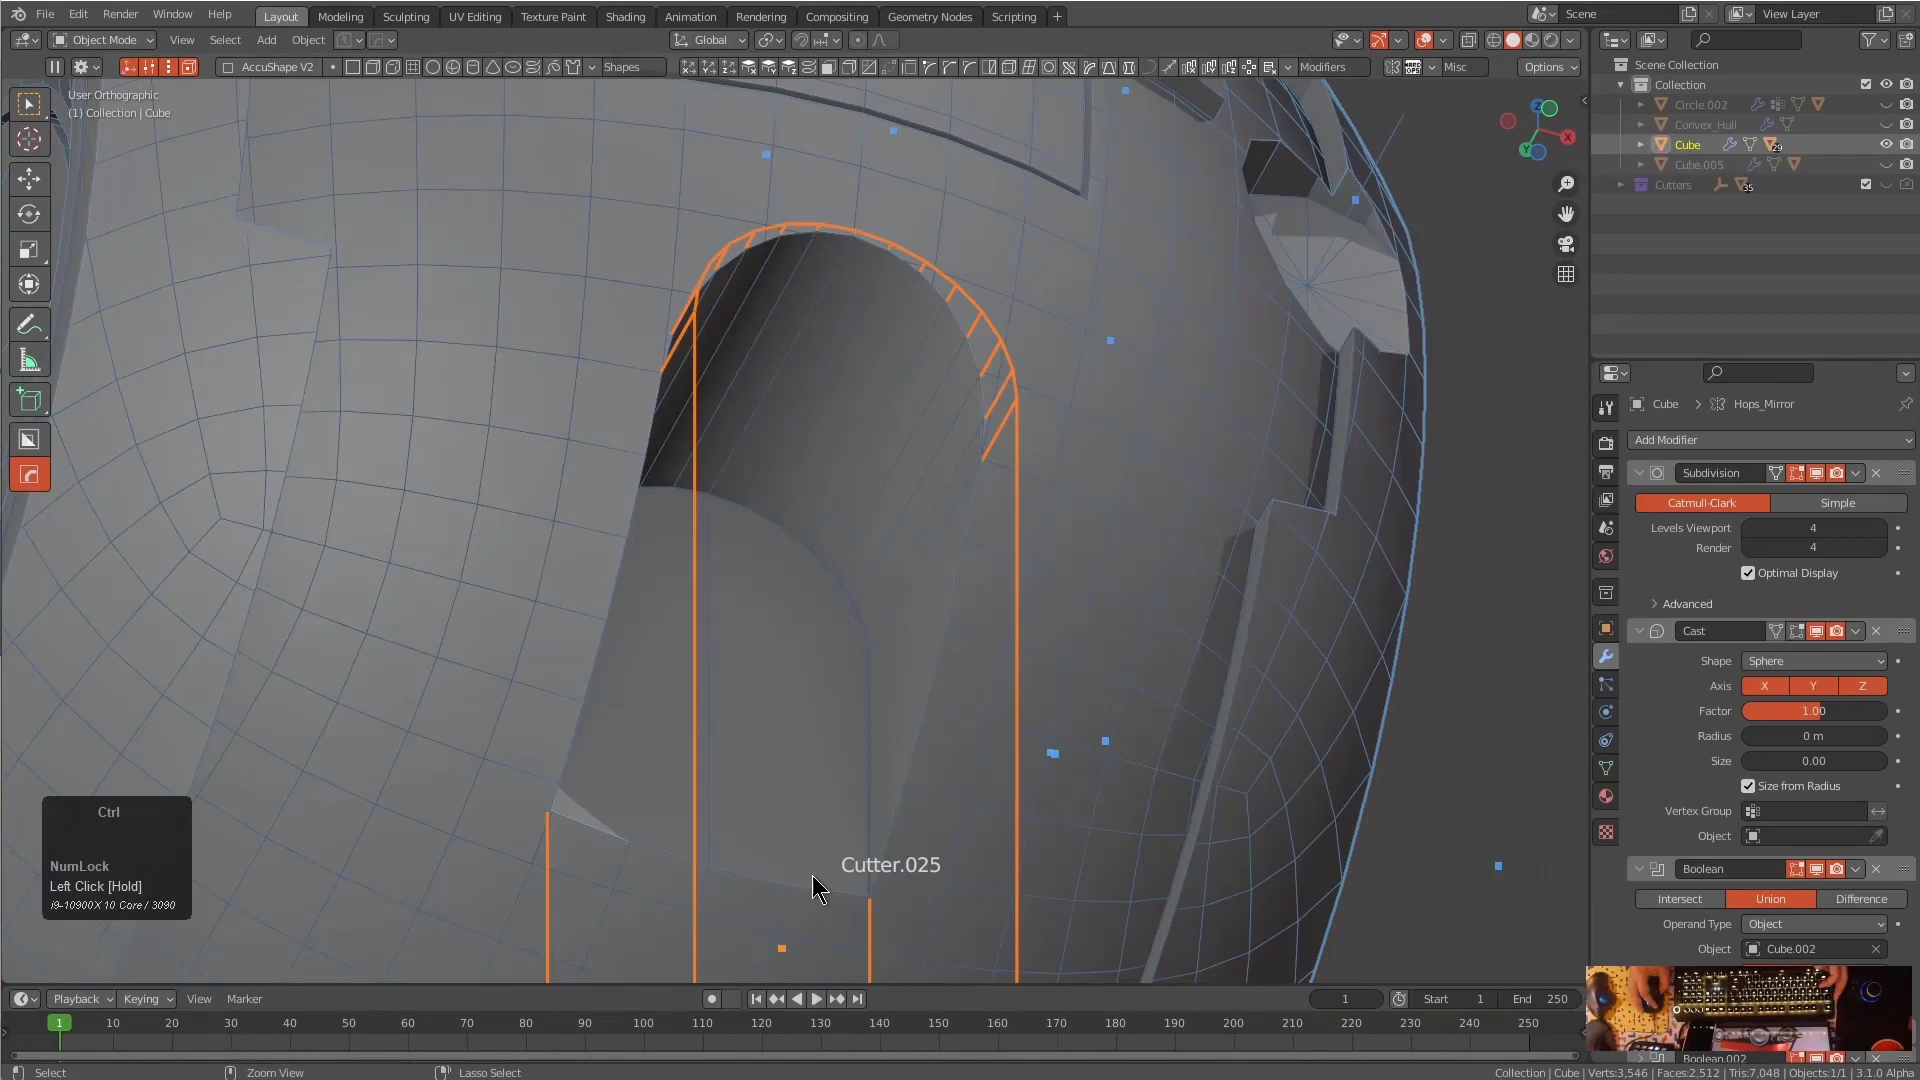 File Edit Render Window Help Layout Modeling Sculpting UV Editing Texture Paint Shading Animation Rendering Compositing Geometry Nodes Scripting + Scene View Layer
Object Mode View Select Add Object Global
AccuShape V2 Shapes Modifiers Misc Options
User Orthographic
(1) Collection | Cube
Z
X
Y
Scene Collection
Collection
Circle.002
Convex_Hull
Cube 29
Cube.005
Cutters 35
Cube > Hops_Mirror
Add Modifier
Subdivision
Catmull-Clark Simple
Levels Viewport 4
Render 4
Optimal Display
Advanced
Cast
Shape Sphere
Axis X Y Z
Factor 1.00
Radius 0 m
Size 0.00
Size from Radius
Vertex Group
Object
Boolean
Intersect Union Difference
Operand Type Object
Object Cube.002
Boolean.002
Cutter.025
Ctrl
NumLock
Left Click [Hold]
i9-10900X 10 Core / 3090
Playback Keying View Marker 1 Start 1 End 250
1 10 20 30 40 50 60 70 80 90 100 110 120 130 140 150 160 170 180 190 200 210 220 230 240 250
Select Zoom View Lasso Select Collection | Cube | Verts:3,546 | Faces:2,512 | Tris:7,048 | Objects:1/1 | 3.1.0 Alpha